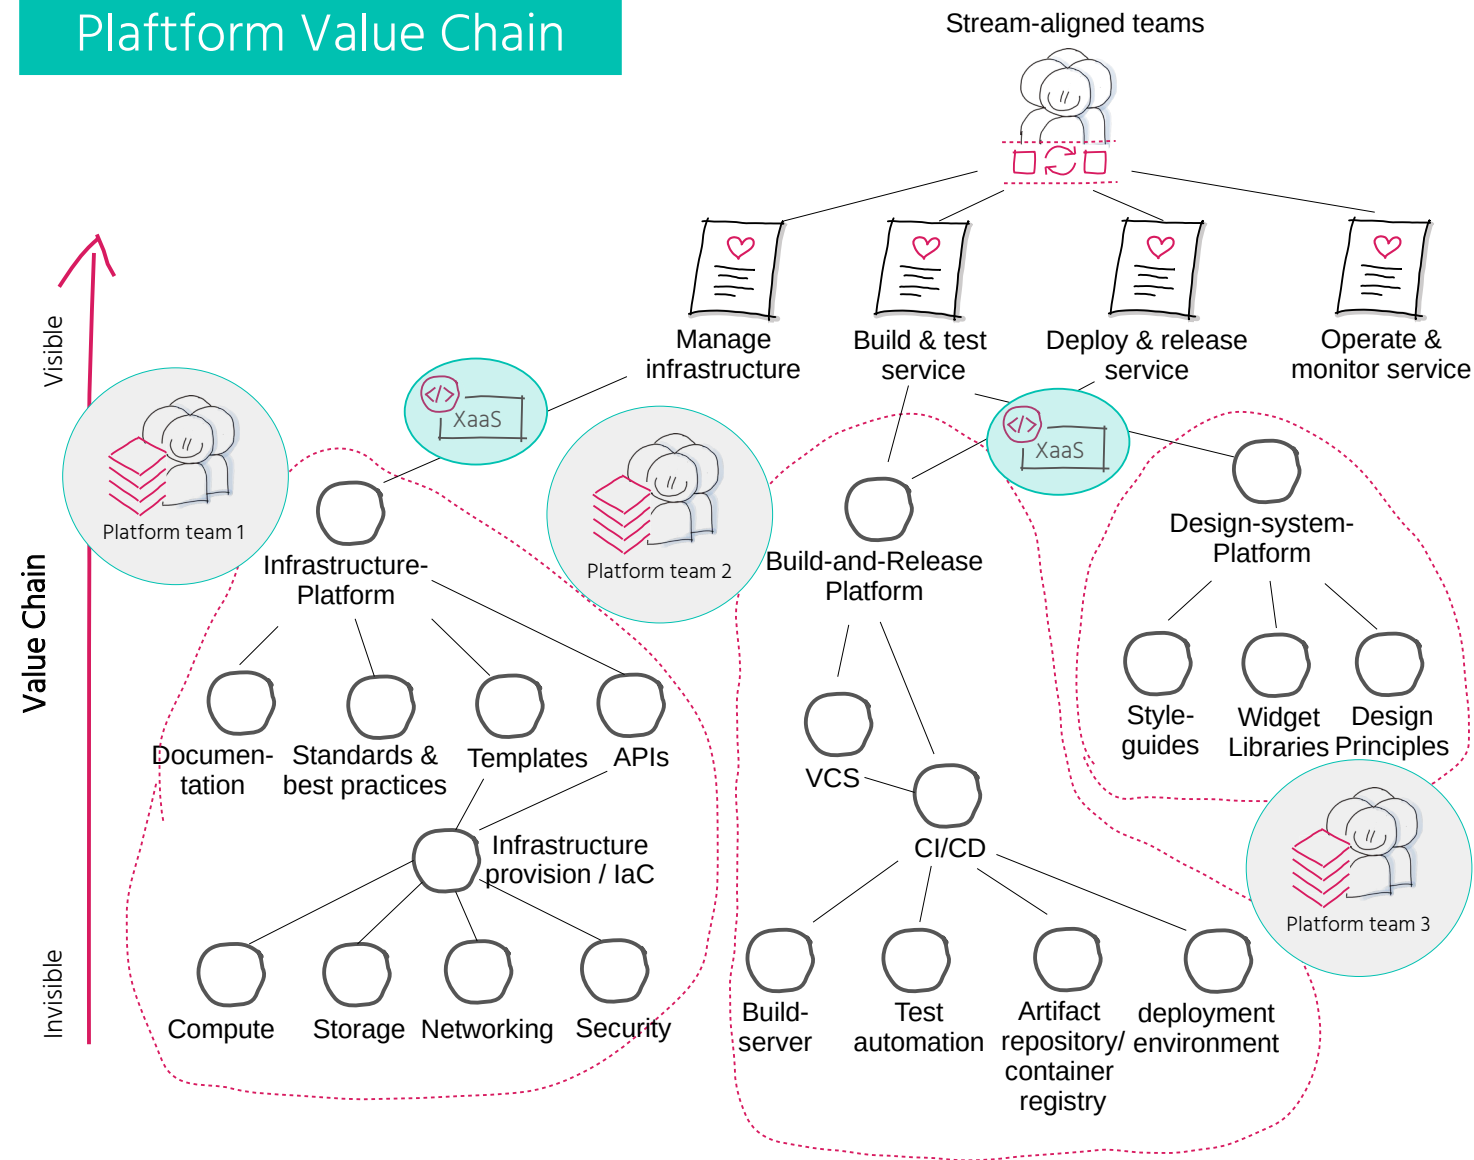 Plaftform Value Chain
Stream-aligned teams
Manage
infrastructure
Build & test
service
Deploy & release
service
Operate &
monitor service
Visible
Value Chain
Invisible
</>
XaaS
</>
XaaS
Platform team 1
Platform team 2
Infrastructure-
Platform
Build-and-Release
Platform
Design-system-
Platform
Documen-
tation
Standards &
best practices
Templates
APIs
VCS
Style-
guides
Widget
Libraries
Design
Principles
Infrastructure
provision / IaC
CI/CD
Platform team 3
Compute
Storage
Networking
Security
Build-
server
Test
automation
Artifact
repository/
container
registry
deployment
environment